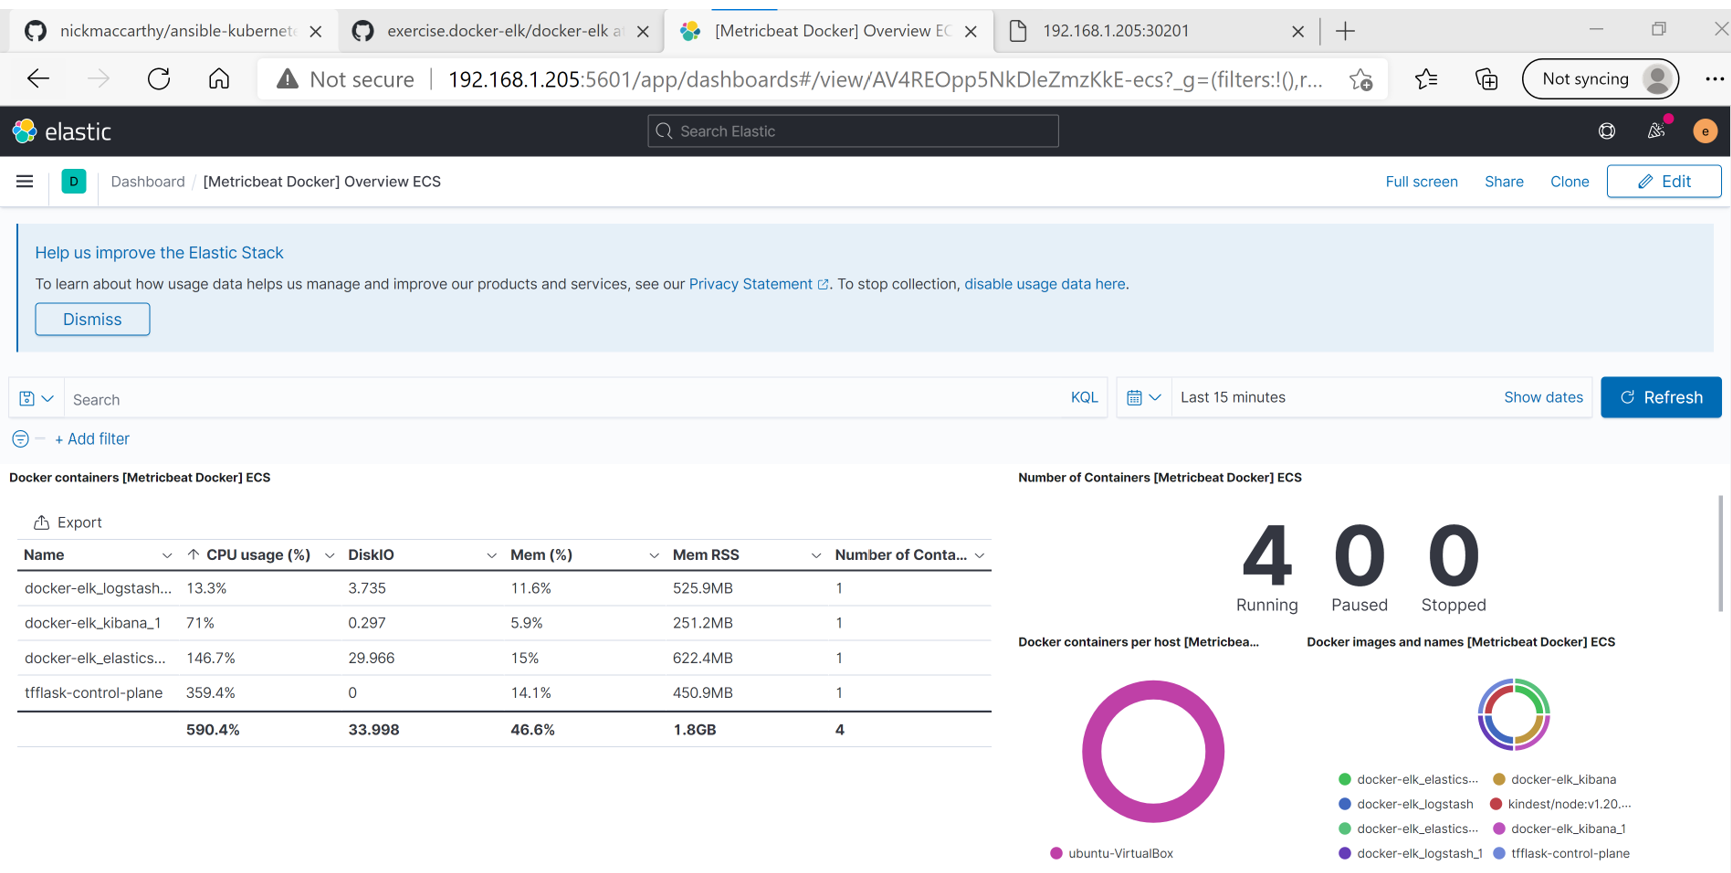 nickmaccarthy/ansible-kubernete
exercise.docker-elk/docker-elk at
[Metricbeat Docker] Overview EC
192.168.1.205:30201
Not secure
192.168.1.205:5601/app/dashboards#/view/AV4REOpp5NkDleZmzKkE-ecs?_g=(filters:!(),r...
Not syncing
elastic
Search Elastic
e
D
Dashboard / [Metricbeat Docker] Overview ECS
Full screen
Share
Clone
Edit
Help us improve the Elastic Stack
To learn about how usage data helps us manage and improve our products and services, see our Privacy Statement. To stop collection, disable usage data here.
Dismiss
Search
KQL
Last 15 minutes
Show dates
Refresh
+ Add filter
Docker containers [Metricbeat Docker] ECS
Export
Name CPU usage (%) DiskIO Mem (%) Mem RSS Number of Conta...
docker-elk_logstash... 13.3% 3.735 11.6% 525.9MB 1
docker-elk_kibana_1 71% 0.297 5.9% 251.2MB 1
docker-elk_elastics... 146.7% 29.966 15% 622.4MB 1
tfflask-control-plane 359.4% 0 14.1% 450.9MB 1
590.4% 33.998 46.6% 1.8GB 4
Number of Containers [Metricbeat Docker] ECS
4 0 0
Running Paused Stopped
Docker containers per host [Metricbea...
ubuntu-VirtualBox
Docker images and names [Metricbeat Docker] ECS
docker-elk_elastics... docker-elk_kibana
docker-elk_logstash kindest/node:v1.20....
docker-elk_elastics... docker-elk_kibana_1
docker-elk_logstash_1 tfflask-control-plane